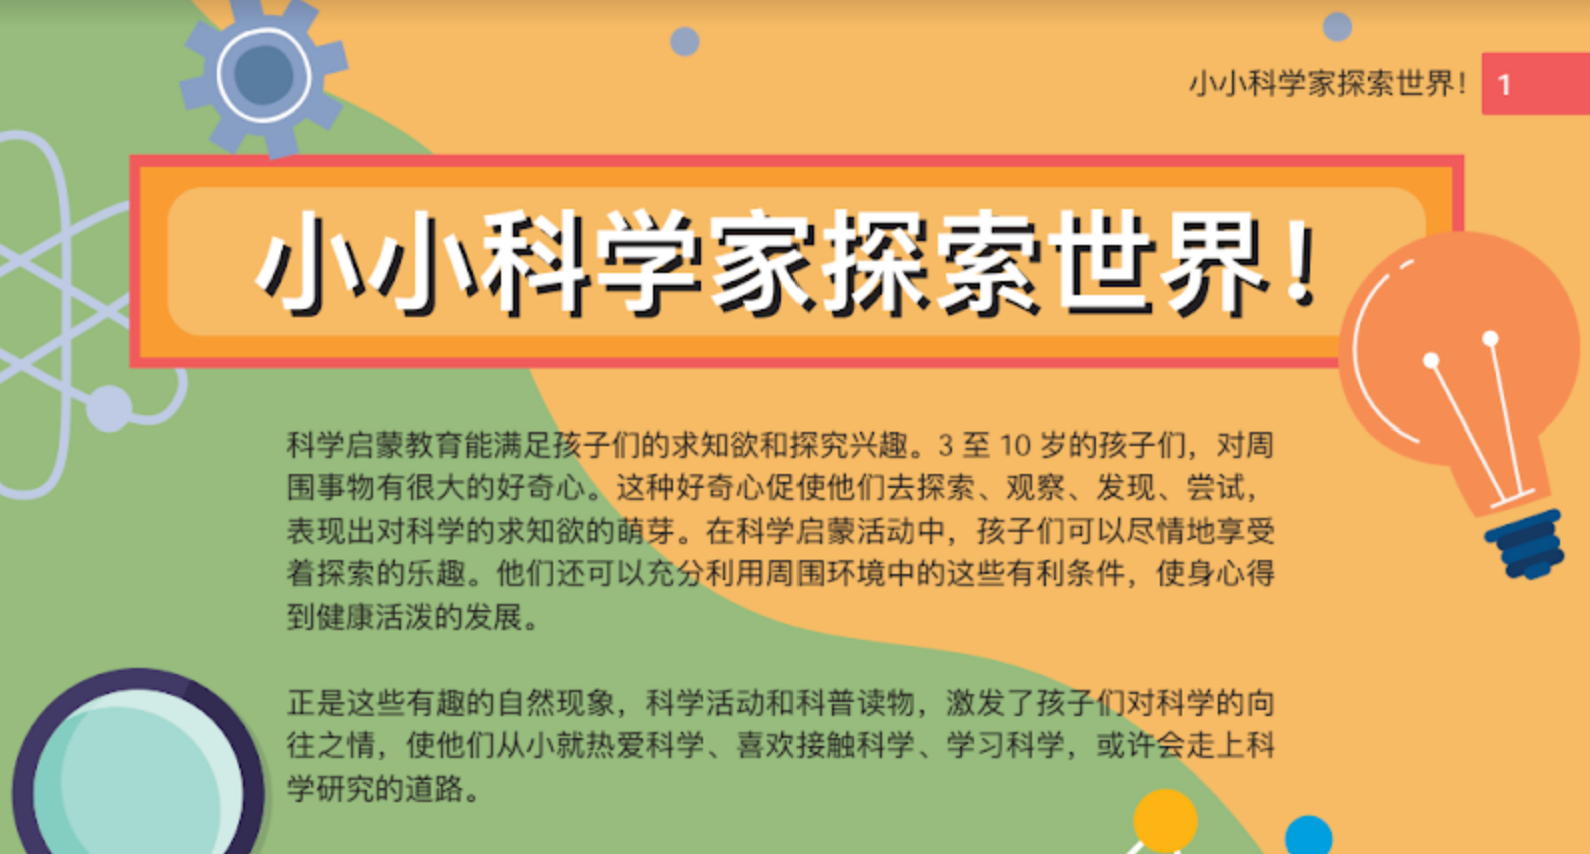 小小科学家探索世界！ 1
小小科学家探索世界！
科学启蒙教育能满足孩子们的求知欲和探究兴趣。3 至 10 岁的孩子们，对周
围事物有很大的好奇心。这种好奇心促使他们去探索、观察、发现、尝试，
表现出对科学的求知欲的萌芽。在科学启蒙活动中，孩子们可以尽情地享受
着探索的乐趣。他们还可以充分利用周围环境中的这些有利条件，使身心得
到健康活泼的发展。
正是这些有趣的自然现象，科学活动和科普读物，激发了孩子们对科学的向
往之情，使他们从小就热爱科学、喜欢接触科学、学习科学，或许会走上科
学研究的道路。